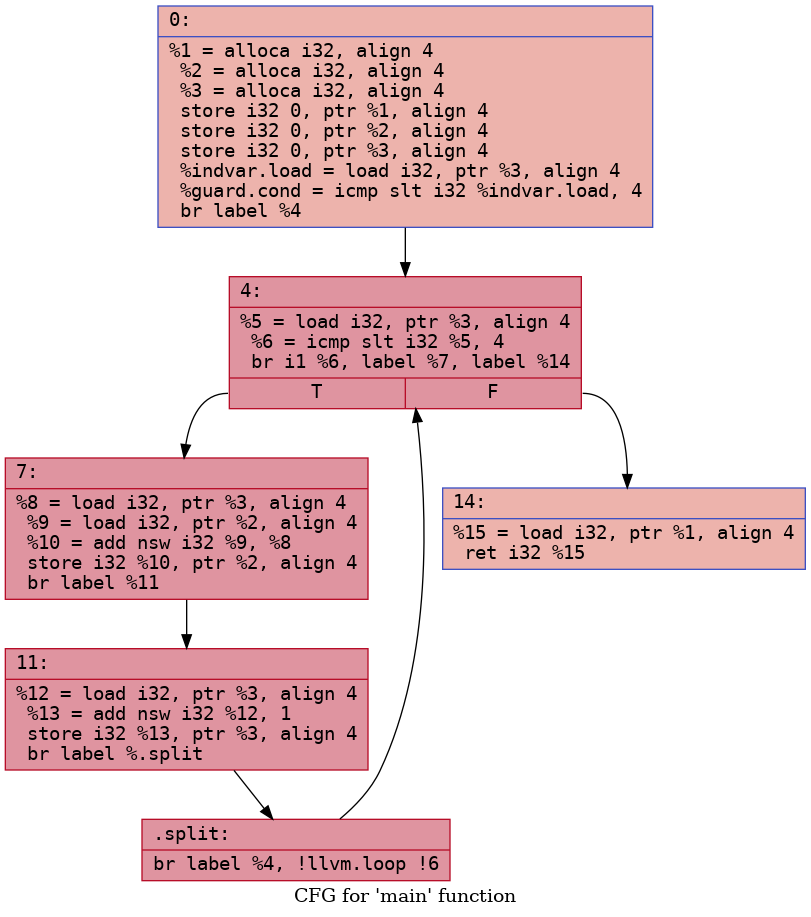 0:
%1 = alloca i32, align 4
%2 = alloca i32, align 4
%3 = alloca i32, align 4
store i32 0, ptr %1, align 4
store i32 0, ptr %2, align 4
store i32 0, ptr %3, align 4
%indvar.load = load i32, ptr %3, align 4
%guard.cond = icmp slt i32 %indvar.load, 4
br label %4
4:
%5 = load i32, ptr %3, align 4
%6 = icmp slt i32 %5, 4
br i1 %6, label %7, label %14
T F
7:
%8 = load i32, ptr %3, align 4
%9 = load i32, ptr %2, align 4
%10 = add nsw i32 %9, %8
store i32 %10, ptr %2, align 4
br label %11
14:
%15 = load i32, ptr %1, align 4
ret i32 %15
11:
%12 = load i32, ptr %3, align 4
%13 = add nsw i32 %12, 1
store i32 %13, ptr %3, align 4
br label %.split
.split:
br label %4, !llvm.loop !6
CFG for 'main' function